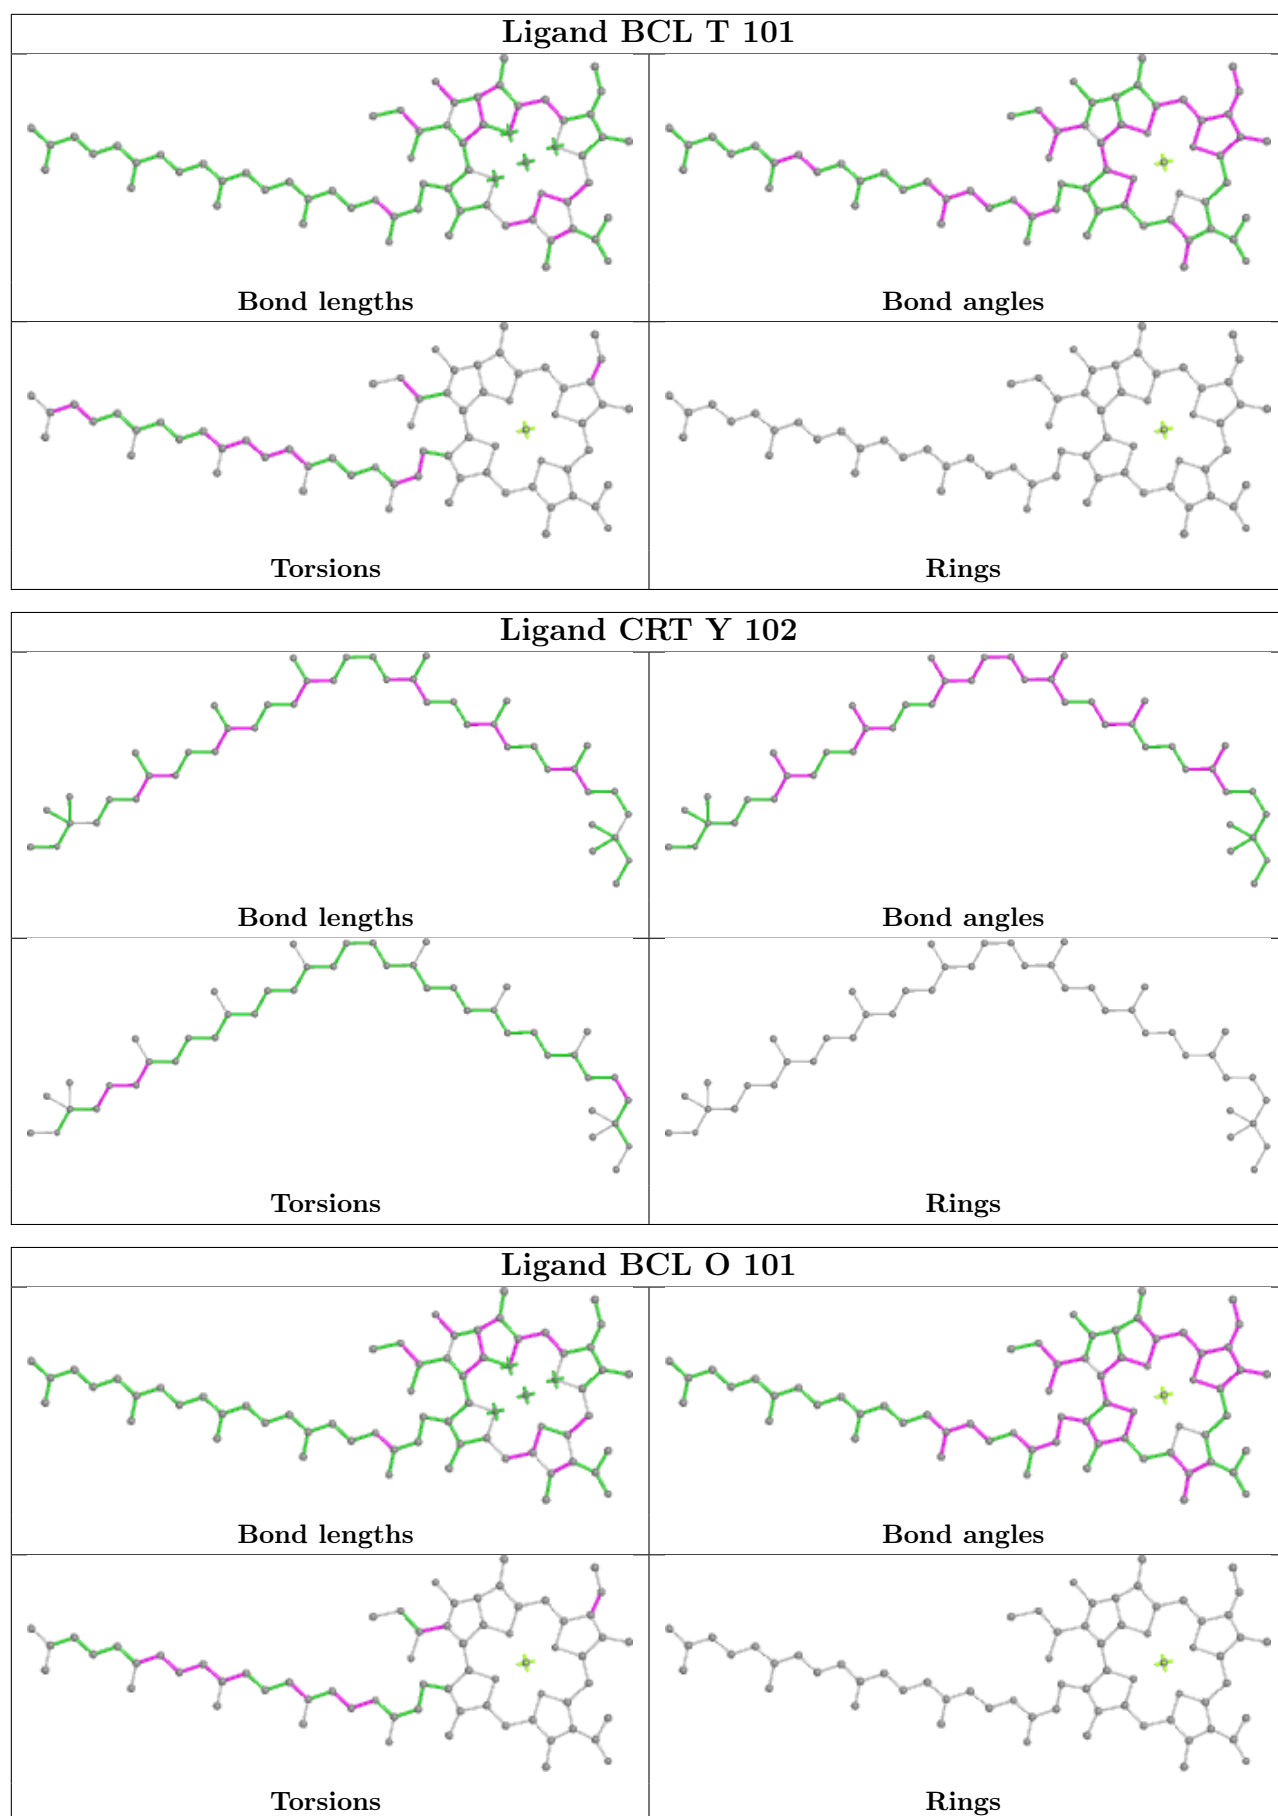 Ligand BCL T 101
Bond lengths
Bond angles
Torsions
Rings
Ligand CRT Y 102
Bond lengths
Bond angles
Torsions
Rings
Ligand BCL O 101
Bond lengths
Bond angles
Torsions
Rings